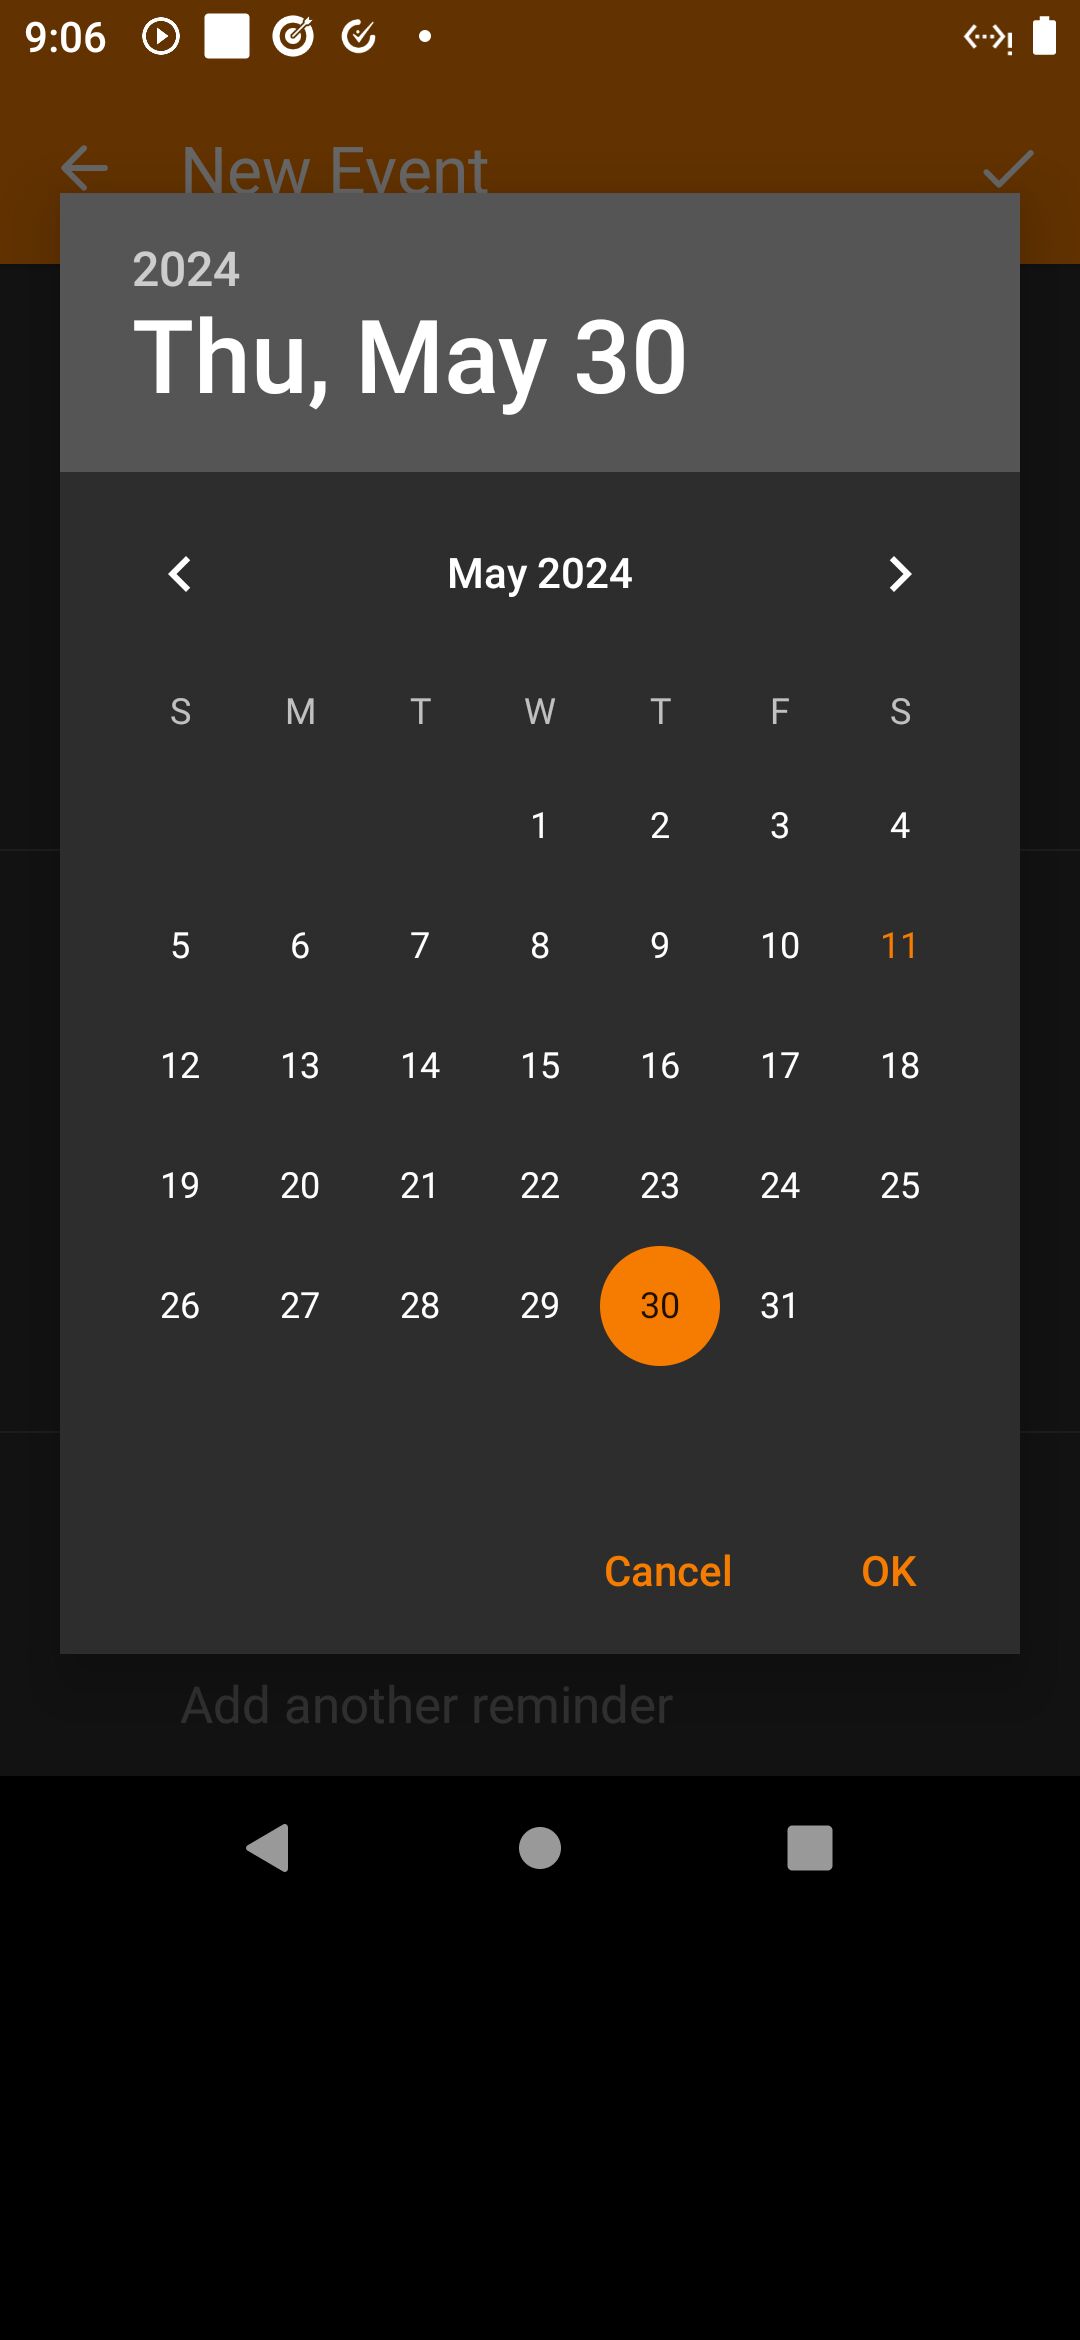 9:06
New Event
2024
Thu, May 30
May 2024
S M T W T F S
1 2 3 4
5 6 7 8 9 10 11
12 13 14 15 16 17 18
19 20 21 22 23 24 25
26 27 28 29 30 31
Cancel OK
Add another reminder